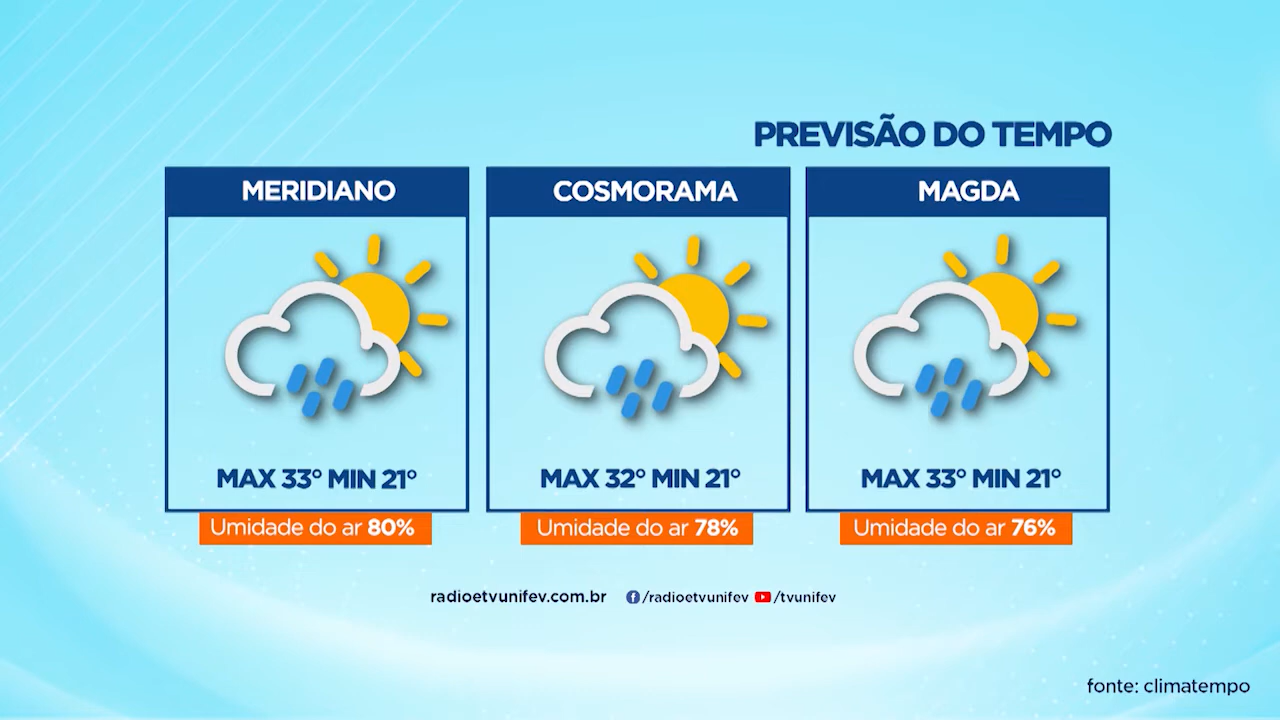 PREVISÃO DO TEMPO
MERIDIANO
MAX 33° MIN 21°
Umidade do ar 80%
COSMORAMA
MAX 32° MIN 21°
Umidade do ar 78%
MAGDA
MAX 33° MIN 21°
Umidade do ar 76%
radioetvunifev.com.br /radioetvunifev /tvunifev
fonte: climatempo